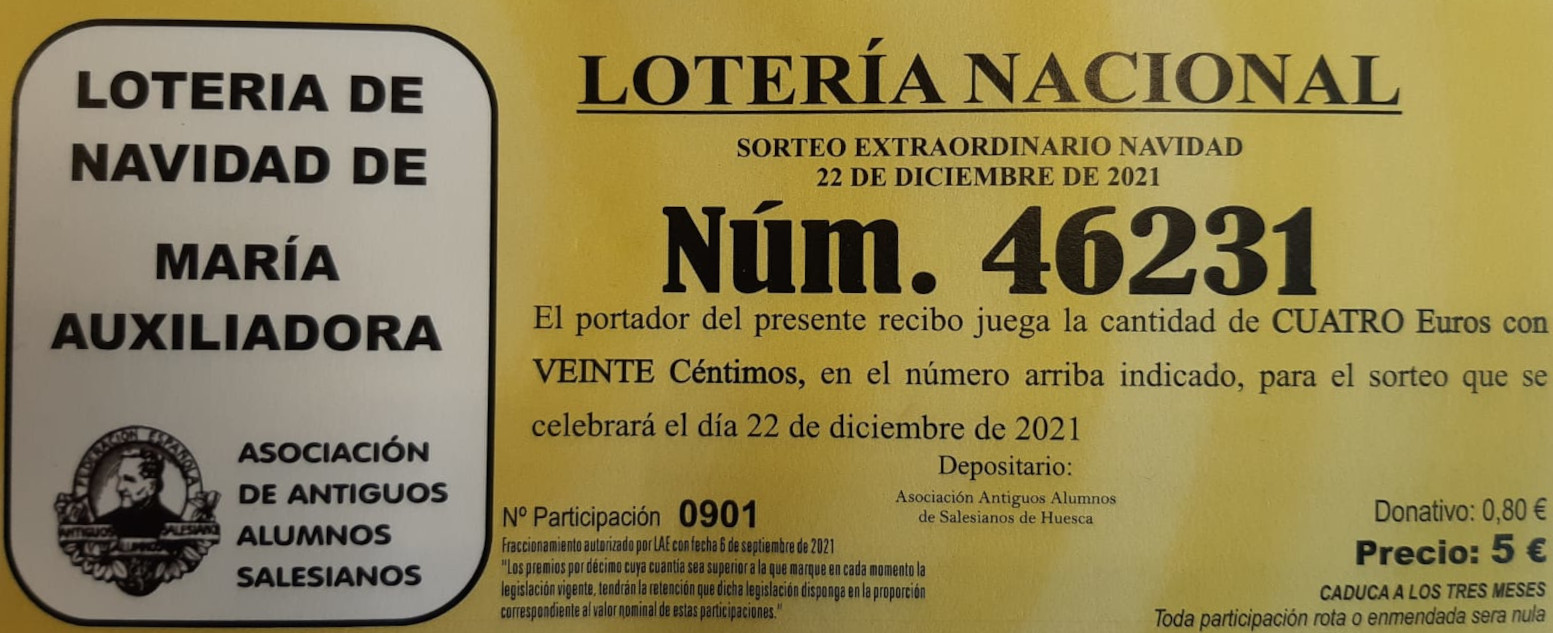 LOTERIA DE
NAVIDAD DE
MARÍA
AUXILIADORA
FEDERACION ESPAÑOLA
ANTIGUOS SALESIANOS
ASOCIACIÓN
DE ANTIGUOS
ALUMNOS
SALESIANOS
LOTERÍA NACIONAL
SORTEO EXTRAORDINARIO NAVIDAD
22 DE DICIEMBRE DE 2021
Núm. 46231
El portador del presente recibo juega la cantidad de CUATRO Euros con
VEINTE Céntimos, en el número arriba indicado, para el sorteo que se
celebrará el día 22 de diciembre de 2021
Depositario:
Asociación Antiguos Alumnos
de Salesianos de Huesca
Nº Participación 0901
Fraccionamiento autorizado por LAE con fecha 6 de septiembre de 2021
"Los premios por décimo cuya cuantía sea superior a la que marque en cada momento la
legislación vigente, tendrán la retención que dicha legislación disponga en la proporción
correspondiente al valor nominal de estas participaciones."
Donativo: 0,80 €
Precio: 5 €
CADUCA A LOS TRES MESES
Toda participación rota o enmendada sera nula